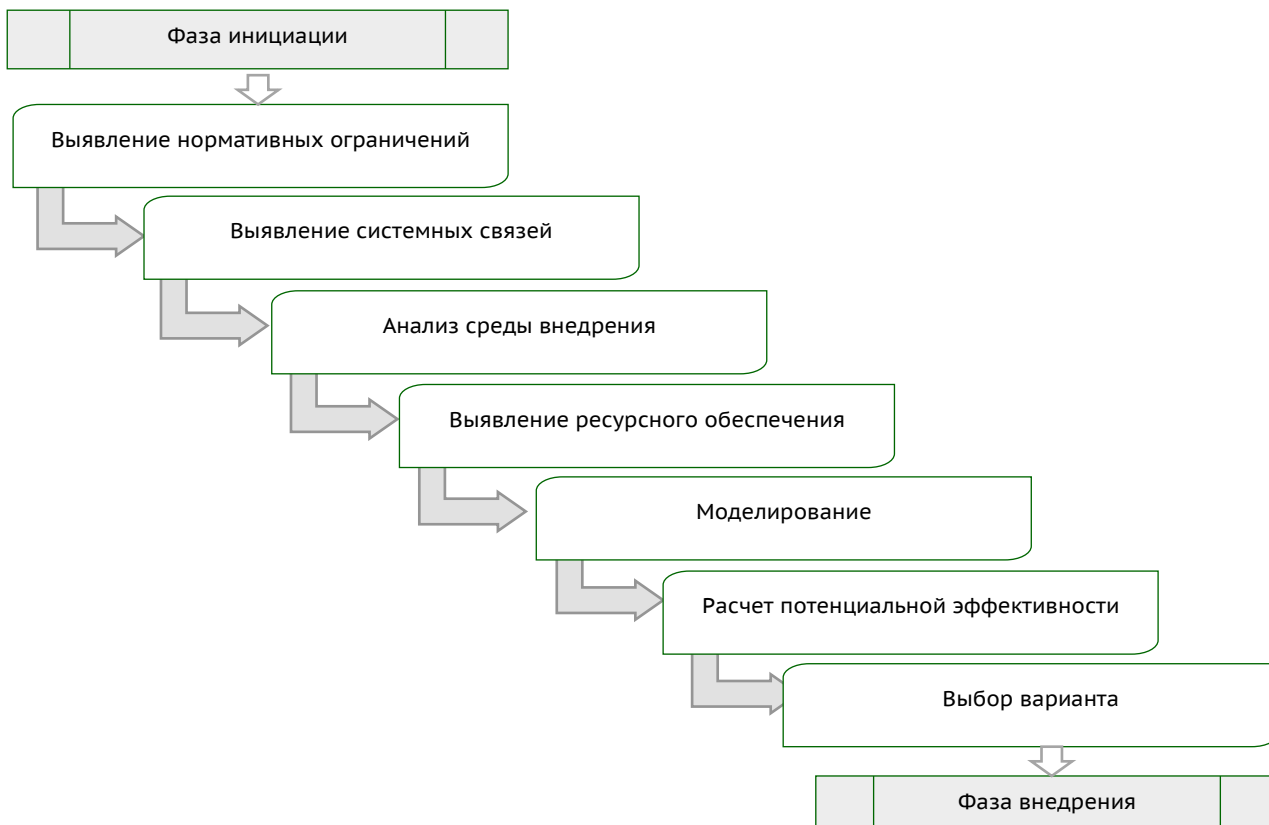 Фаза инициации
Выявление нормативных ограничений
Выявление системных связей
Анализ среды внедрения
Выявление ресурсного обеспечения
Моделирование
Расчет потенциальной эффективности
Выбор варианта
Фаза внедрения